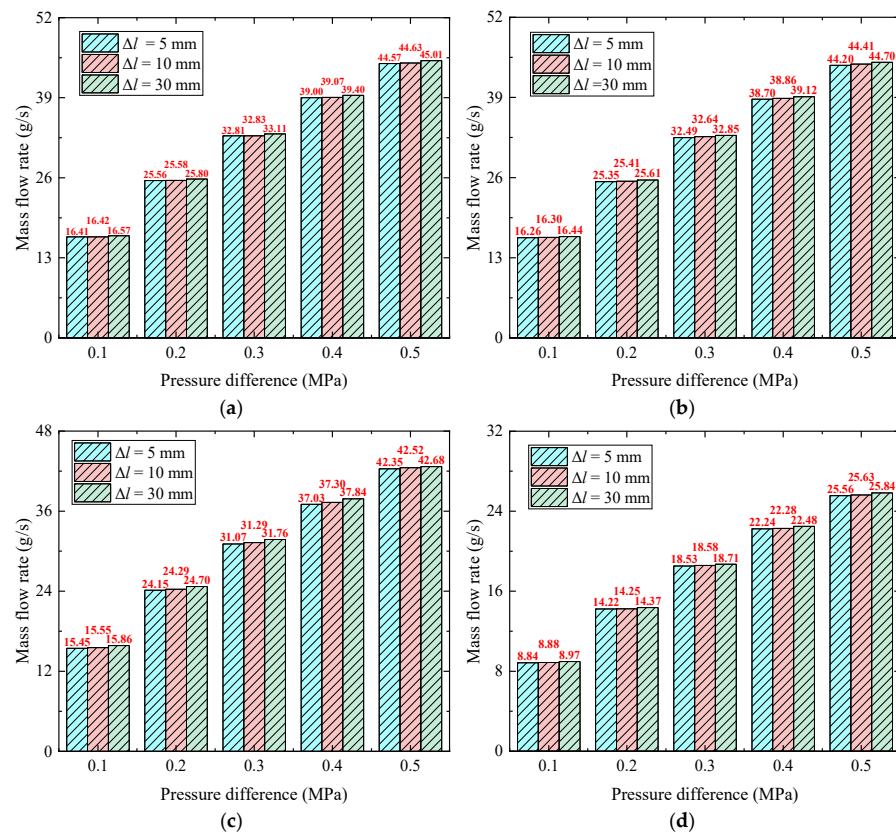 52
39
26
13
0
Mass flow rate (g/s)
Δl = 5 mm
Δl = 10 mm
Δl = 30 mm
16.41 16.42 16.57
25.56 25.58 25.80
32.81 32.83 33.11
39.00 39.07 39.40
44.57 44.63 45.01
0.1 0.2 0.3 0.4 0.5
Pressure difference (MPa)
(a)
52
39
26
13
0
Mass flow rate (g/s)
Δl = 5 mm
Δl = 10 mm
Δl =30 mm
16.26 16.30 16.44
25.35 25.41 25.61
32.49 32.64 32.85
38.70 38.86 39.12
44.20 44.41 44.70
0.1 0.2 0.3 0.4 0.5
Pressure difference (MPa)
(b)
48
36
24
12
0
Mass flow rate (g/s)
Δl = 5 mm
Δl = 10 mm
Δl = 30 mm
15.45 15.55 15.86
24.15 24.29 24.70
31.07 31.29 31.76
37.03 37.30 37.84
42.35 42.52 42.68
0.1 0.2 0.3 0.4 0.5
Pressure difference (MPa)
(c)
32
24
16
8
0
Mass flow rate (g/s)
Δl = 5 mm
Δl = 10 mm
Δl = 30 mm
8.84 8.88 8.97
14.22 14.25 14.37
18.53 18.58 18.71
22.24 22.28 22.48
25.56 25.63 25.84
0.1 0.2 0.3 0.4 0.5
Pressure difference (MPa)
(d)